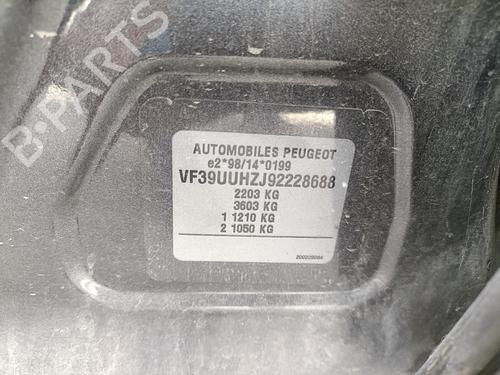 B-PARTS
AUTOMOBILES PEUGEOT
e2*98/14*0199
VF39UUHZJ92228688
2203 KG
3603 KG
1 1210 KG
2 1050 KG